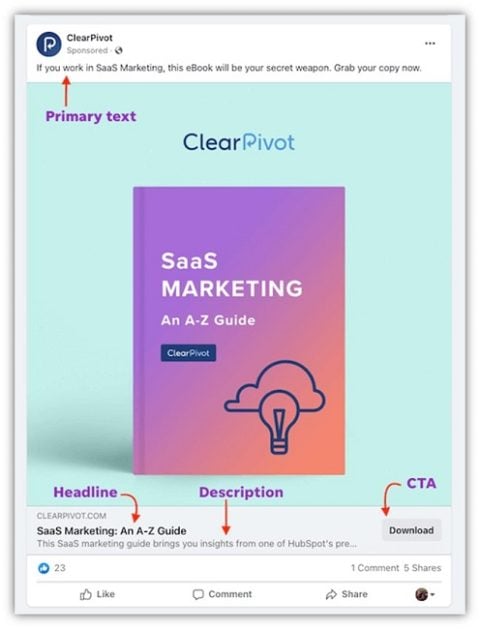 ClearPivot
Sponsored ·
If you work in SaaS Marketing, this eBook will be your secret weapon. Grab your copy now.
Primary text
ClearPivot
SaaS
MARKETING
An A-Z Guide
ClearPivot
Headline
Description
CTA
CLEARPIVOT.COM
SaaS Marketing: An A-Z Guide
Download
This SaaS marketing guide brings you insights from one of HubSpot's pre...
23
1 Comment 5 Shares
Like
Comment
Share